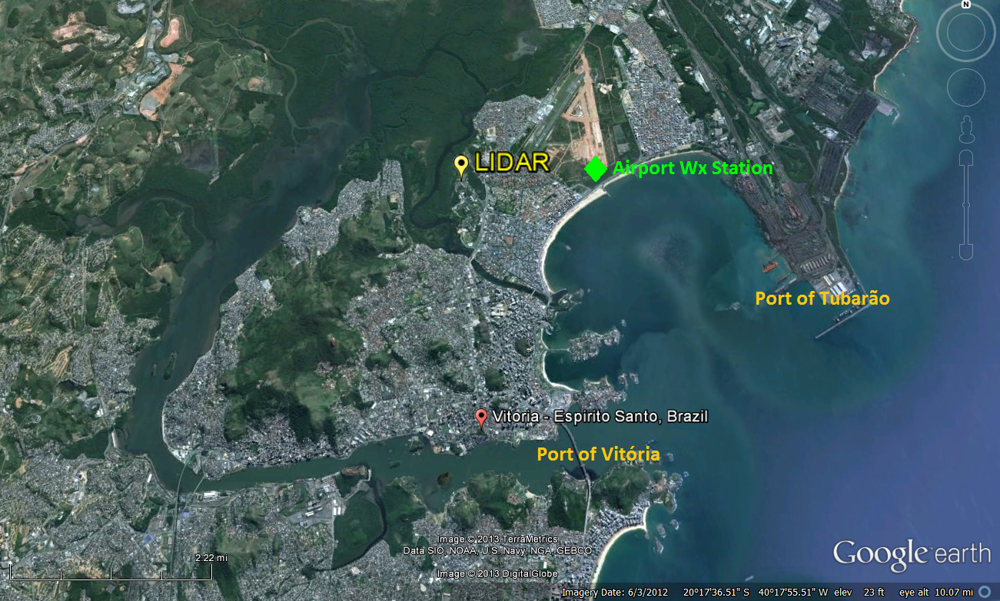 N
LIDAR
Airport Wx Station
Port of Tubarão
Vitória - Espirito Santo, Brazil
Port of Vitória
Image © 2013 TerraMetrics
Data SIO, NOAA, U.S. Navy, NGA, GEBCO
2.22 mi
Google earth
Image © 2013 DigitalGlobe
Imagery Date: 6/3/2012 20°17'36.51" S 40°17'55.51" W elev 23 ft eye alt 10.07 mi